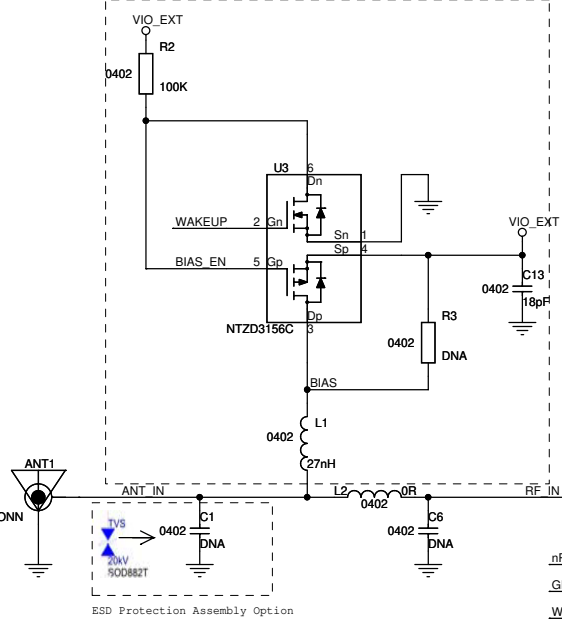 VIO_EXT
R2
0402
100K
U3
6
Dn
WAKEUP
2
Gn
Sn
1
Sp
4
VIO_EXT
BIAS_EN
5
Gp
C13
0402
18pF
Dp
NTZD3156C
3
R3
0402
DNA
BIAS
L1
0402
27nH
ANT1
ANT_IN
L2
0R
0402
RF_IN
ONN
TVS
C1
0402
DNA
C6
0402
DNA
20kV
SOD882T
ESD Protection Assembly Option